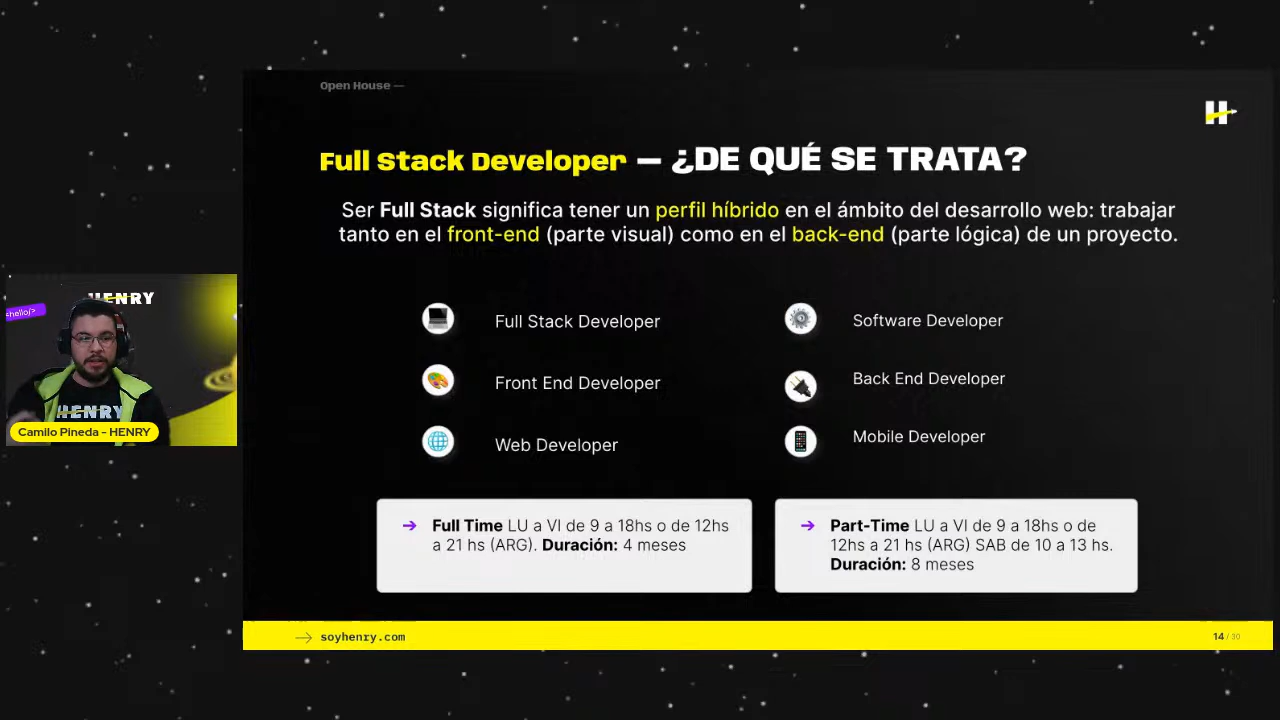 Open House —
H
Full Stack Developer — ¿DE QUÉ SE TRATA?
Ser Full Stack significa tener un perfil híbrido en el ámbito del desarrollo web: trabajar
tanto en el front-end (parte visual) como en el back-end (parte lógica) de un proyecto.
HENRY
<hello/>
HENRY
Camilo Pineda - HENRY
Full Stack Developer
Software Developer
Front End Developer
Back End Developer
Web Developer
Mobile Developer
➔ Full Time LU a VI de 9 a 18hs o de 12hs
a 21 hs (ARG). Duración: 4 meses
➔ Part-Time LU a VI de 9 a 18hs o de
12hs a 21 hs (ARG) SAB de 10 a 13 hs.
Duración: 8 meses
→ soyhenry.com
14 / 30